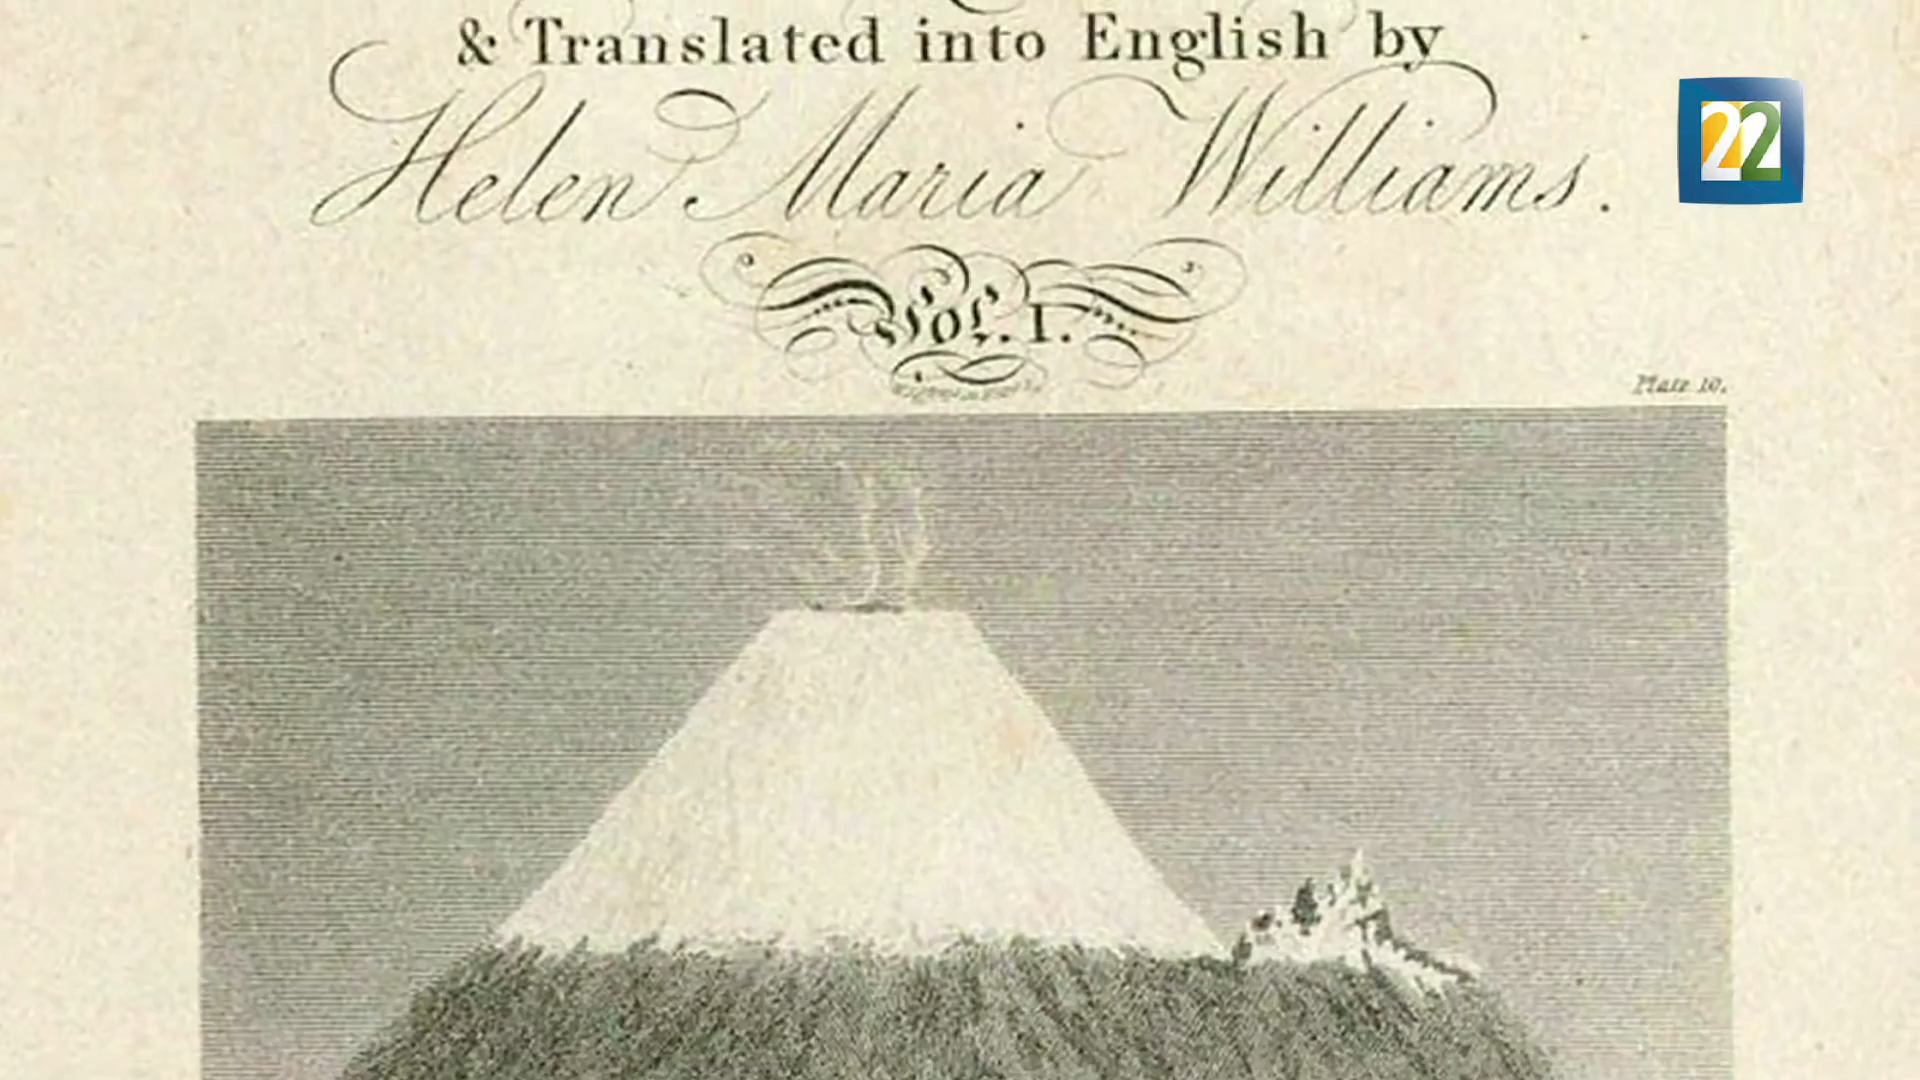 & Translated into English by
Helen Maria Williams.
Vol. I.
Plate 10.
22